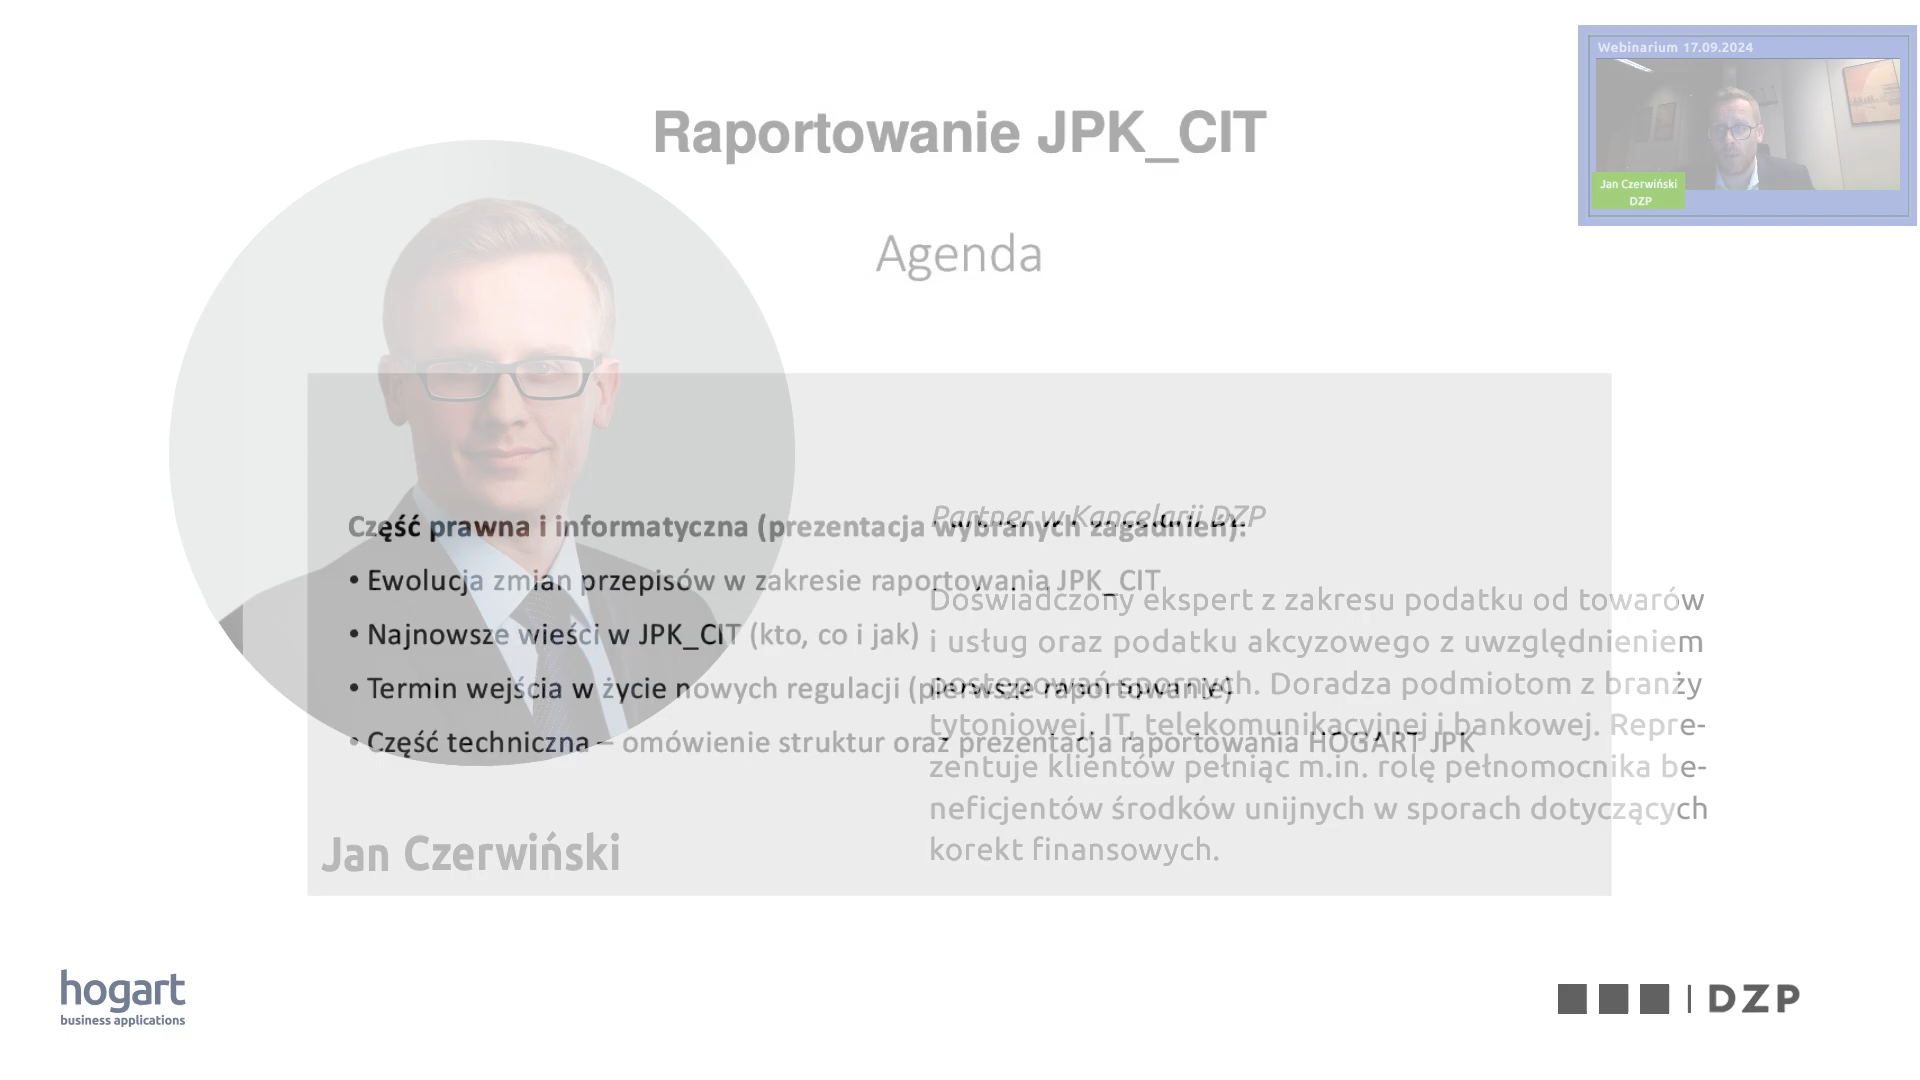 Webinarium 17.09.2024
Jan Czerwiński
DZP
Raportowanie JPK_CIT
Agenda
Część prawna i informatyczna (prezentacja wybranych zagadnień):
• Ewolucja zmian przepisów w zakresie raportowania JPK_CIT
• Najnowsze wieści w JPK_CIT (kto, co i jak)
• Termin wejścia w życie nowych regulacji (pierwsze raportowanie)
• Część techniczna – omówienie struktur oraz prezentacja raportowania HOGART JPK
Jan Czerwiński
Partner w Kancelarii DZP
Doświadczony ekspert z zakresu podatku od towarów
i usług oraz podatku akcyzowego z uwzględnieniem
postępowań spornych. Doradza podmiotom z branży
tytoniowej, IT, telekomunikacyjnej i bankowej. Repre-
zentuje klientów pełniąc m.in. rolę pełnomocnika be-
neficjentów środków unijnych w sporach dotyczących
korekt finansowych.
hogart
business applications
DZP